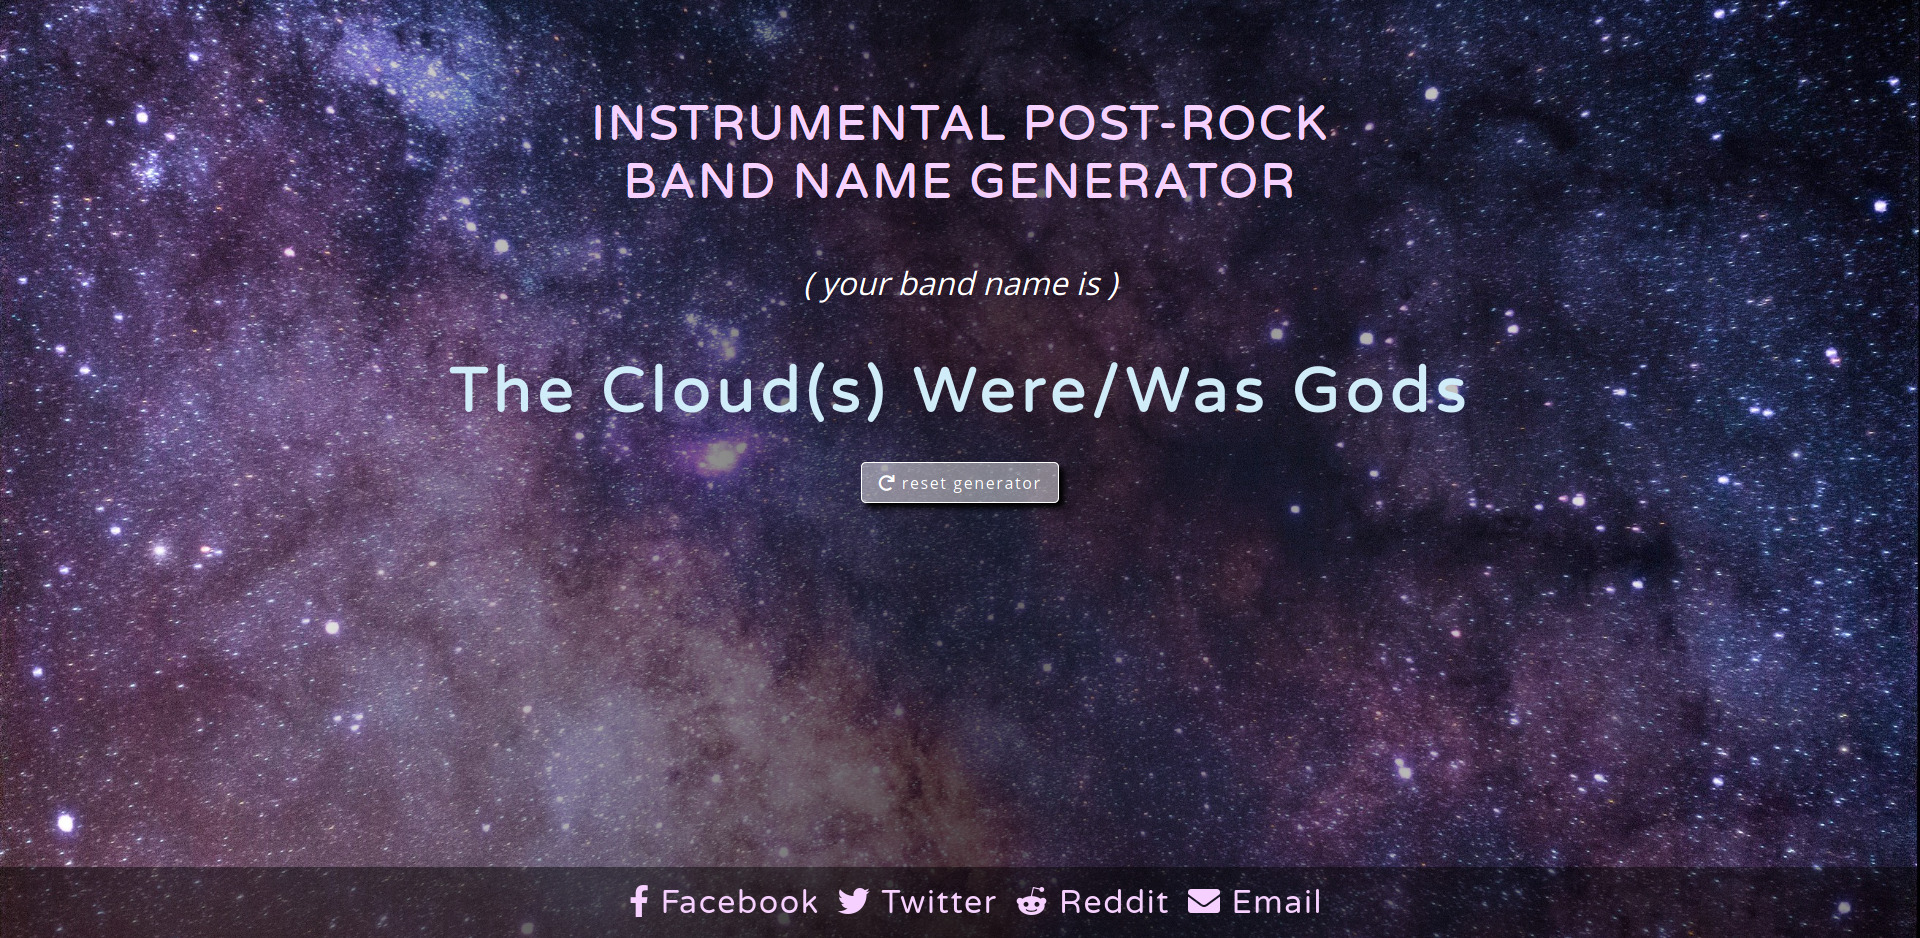 INSTRUMENTAL POST-ROCK
BAND NAME GENERATOR
( your band name is )
The Cloud(s) Were/Was Gods
reset generator
Facebook Twitter Reddit Email